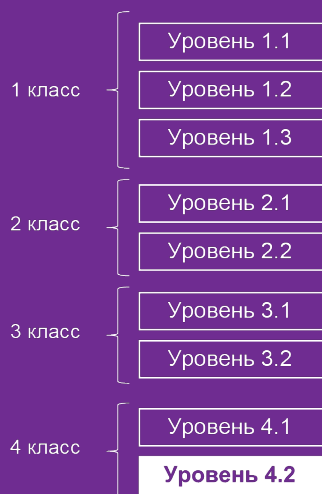 1 класс
Уровень 1.1
Уровень 1.2
Уровень 1.3
2 класс
Уровень 2.1
Уровень 2.2
3 класс
Уровень 3.1
Уровень 3.2
4 класс
Уровень 4.1
Уровень 4.2